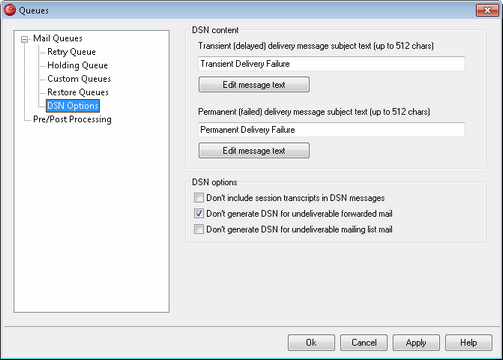 Queues
Mail Queues
Retry Queue
Holding Queue
Custom Queues
Restore Queues
DSN Options
Pre/Post Processing
DSN content
Transient (delayed) delivery message subject text (up to 512 chars)
Transient Delivery Failure
Edit message text
Permanent (failed) delivery message subject text (up to 512 chars)
Permanent Delivery Failure
Edit message text
DSN options
Don't include session transcripts in DSN messages
Don't generate DSN for undeliverable forwarded mail
Don't generate DSN for undeliverable mailing list mail
Ok Cancel Apply Help